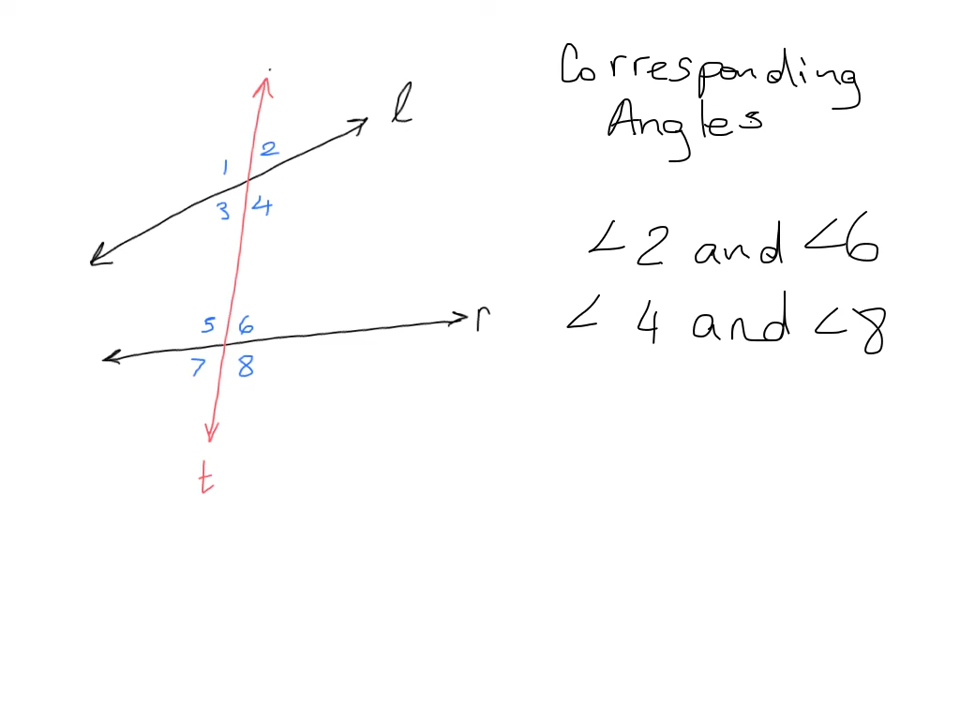 Corresponding
Angles
l
1 2
3 4
<2 and <6
< 4 and <8
5 6
r
7 8
t